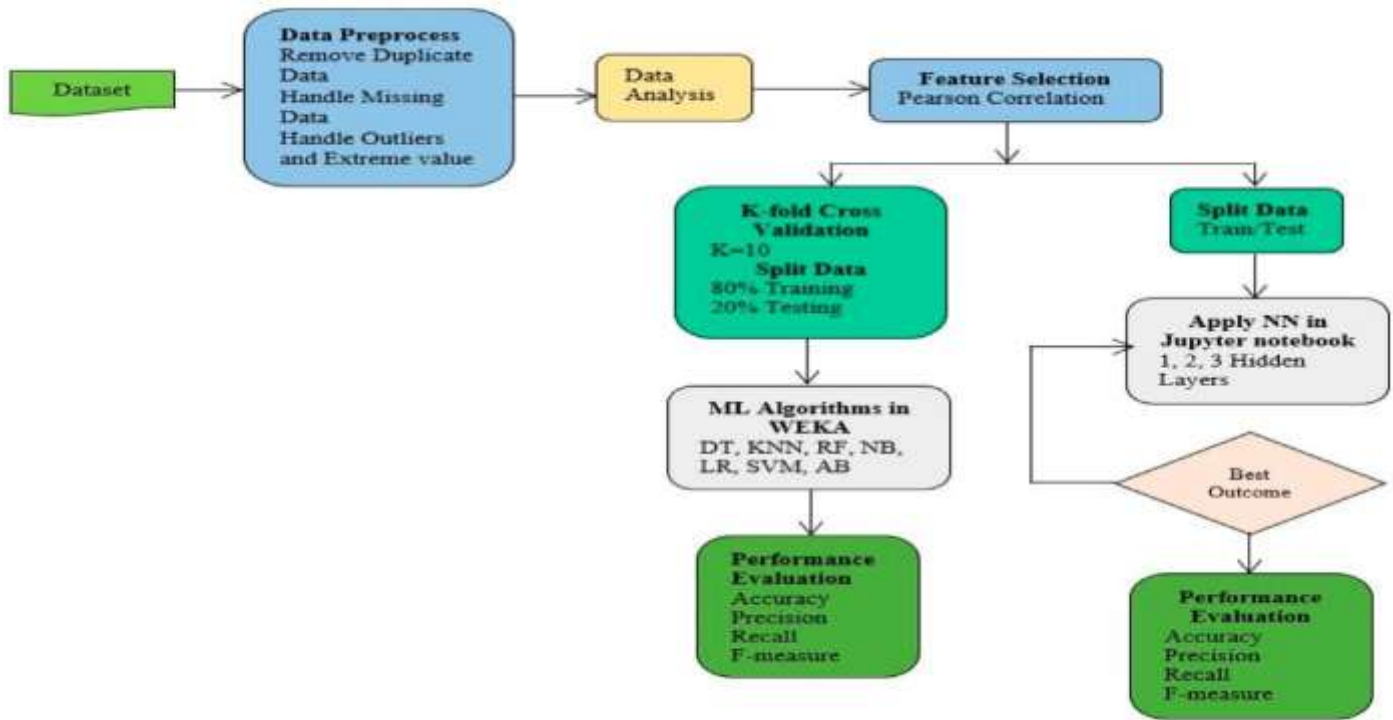 Dataset
Data Preprocess
Remove Duplicate
Data
Handle Missing
Data
Handle Outliers
and Extreme value
Data
Analysis
Feature Selection
Pearson Correlation
K-fold Cross
Validation
K=10
Split Data
80% Training
20% Testing
ML Algorithms in
WEKA
DT, KNN, RF, NB,
LR, SVM, AB
Performance
Evaluation
Accuracy
Precision
Recall
F-measure
Split Data
Train/Test
Apply NN in
Jupyter notebook
1, 2, 3 Hidden
Layers
Best
Outcome
Performance
Evaluation
Accuracy
Precision
Recall
F-measure